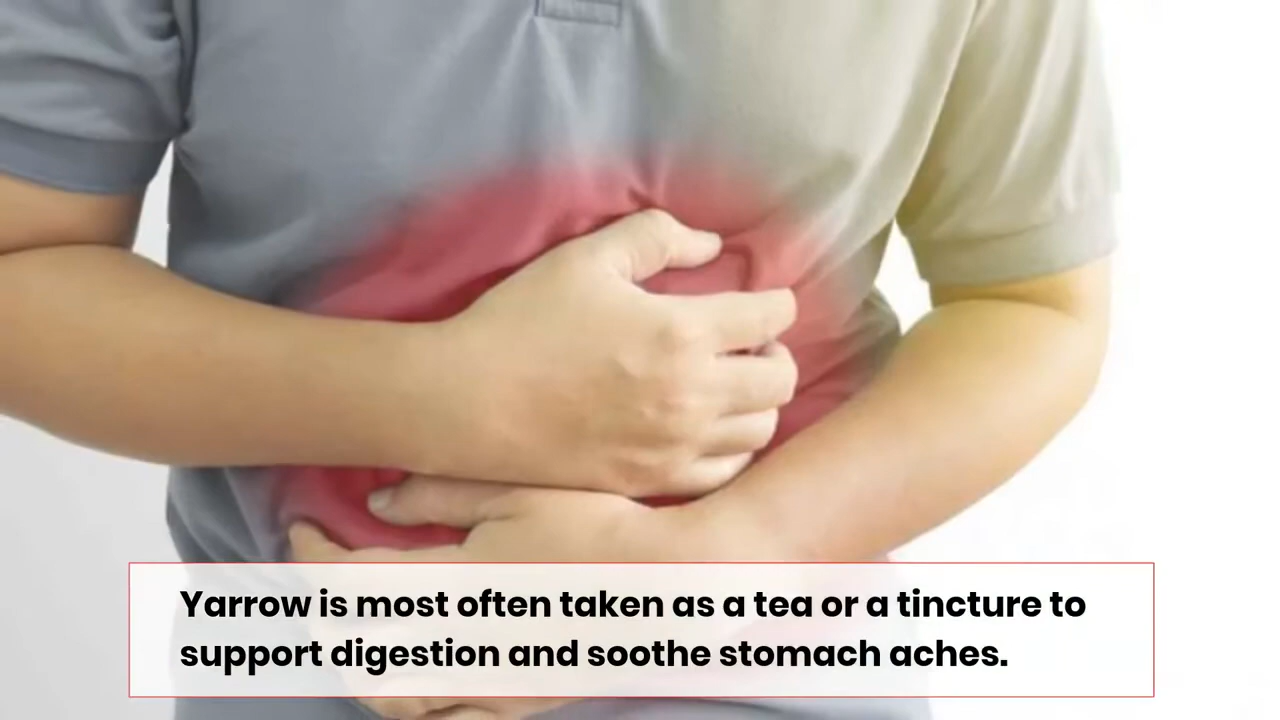 Yarrow is most often taken as a tea or a tincture to
support digestion and soothe stomach aches.